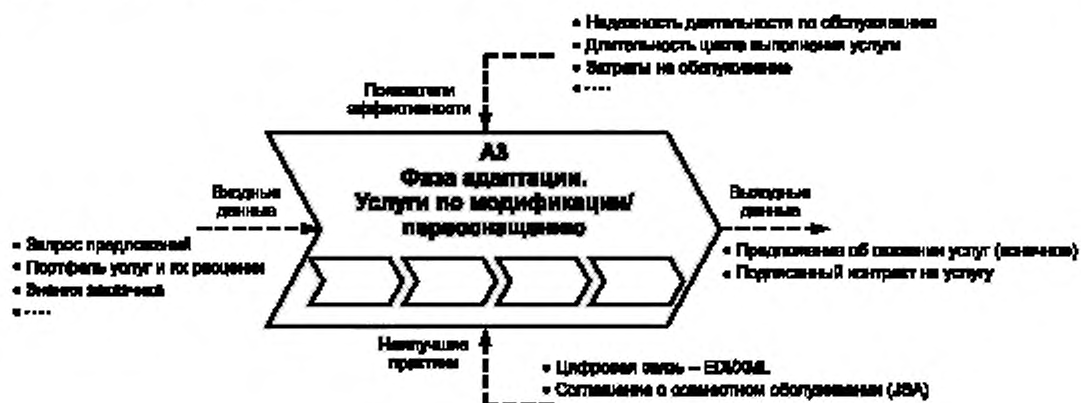 • Надежность деятельности по обслуживанию
• Длительность цикла выполнения услуги
• Затраты на обслуживание
• ----
Показатели
эффективности
А3
Фаза адаптации.
Услуги по модификации/
переоснащению
Входные
данные
Выходные
данные
• Запрос предложений
• Портфель услуг и их расценки
• Знания заказчика
• ----
• Предложение об оказании услуг (конечное)
• Подписанный контракт на услугу
Наилучшие
практики
• Цифровая связь – EDI/XML
• Соглашение о совместном обслуживании (JSA)